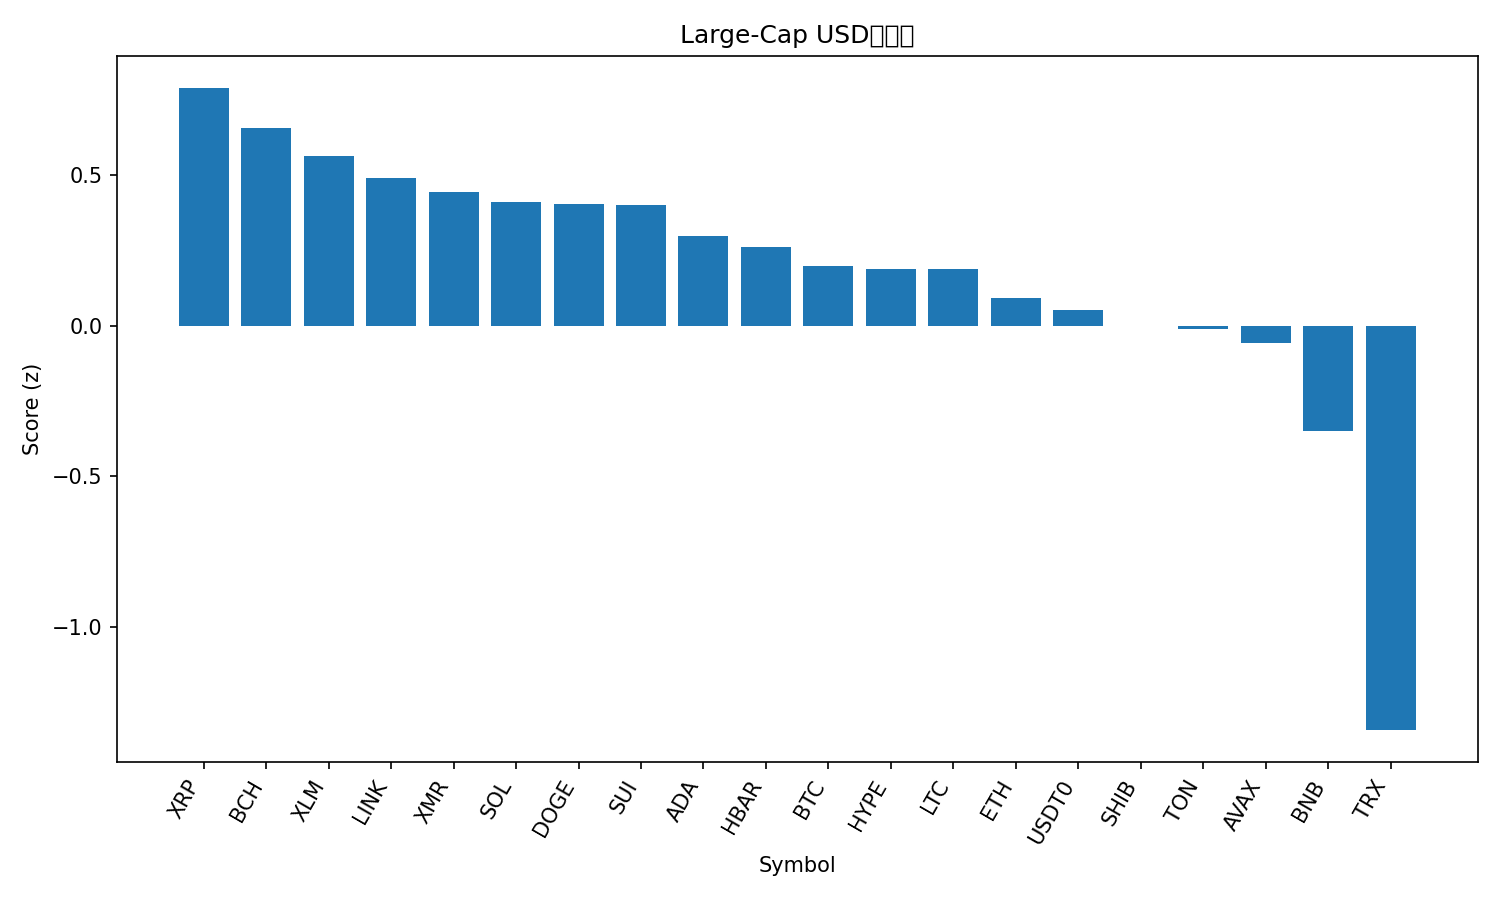 Large-Cap USD
0.5
0.0
−0.5
−1.0
Score (z)
XRP
BCH
XLM
LINK
XMR
SOL
DOGE
SUI
ADA
HBAR
BTC
HYPE
LTC
ETH
USDT0
SHIB
TON
AVAX
BNB
TRX
Symbol